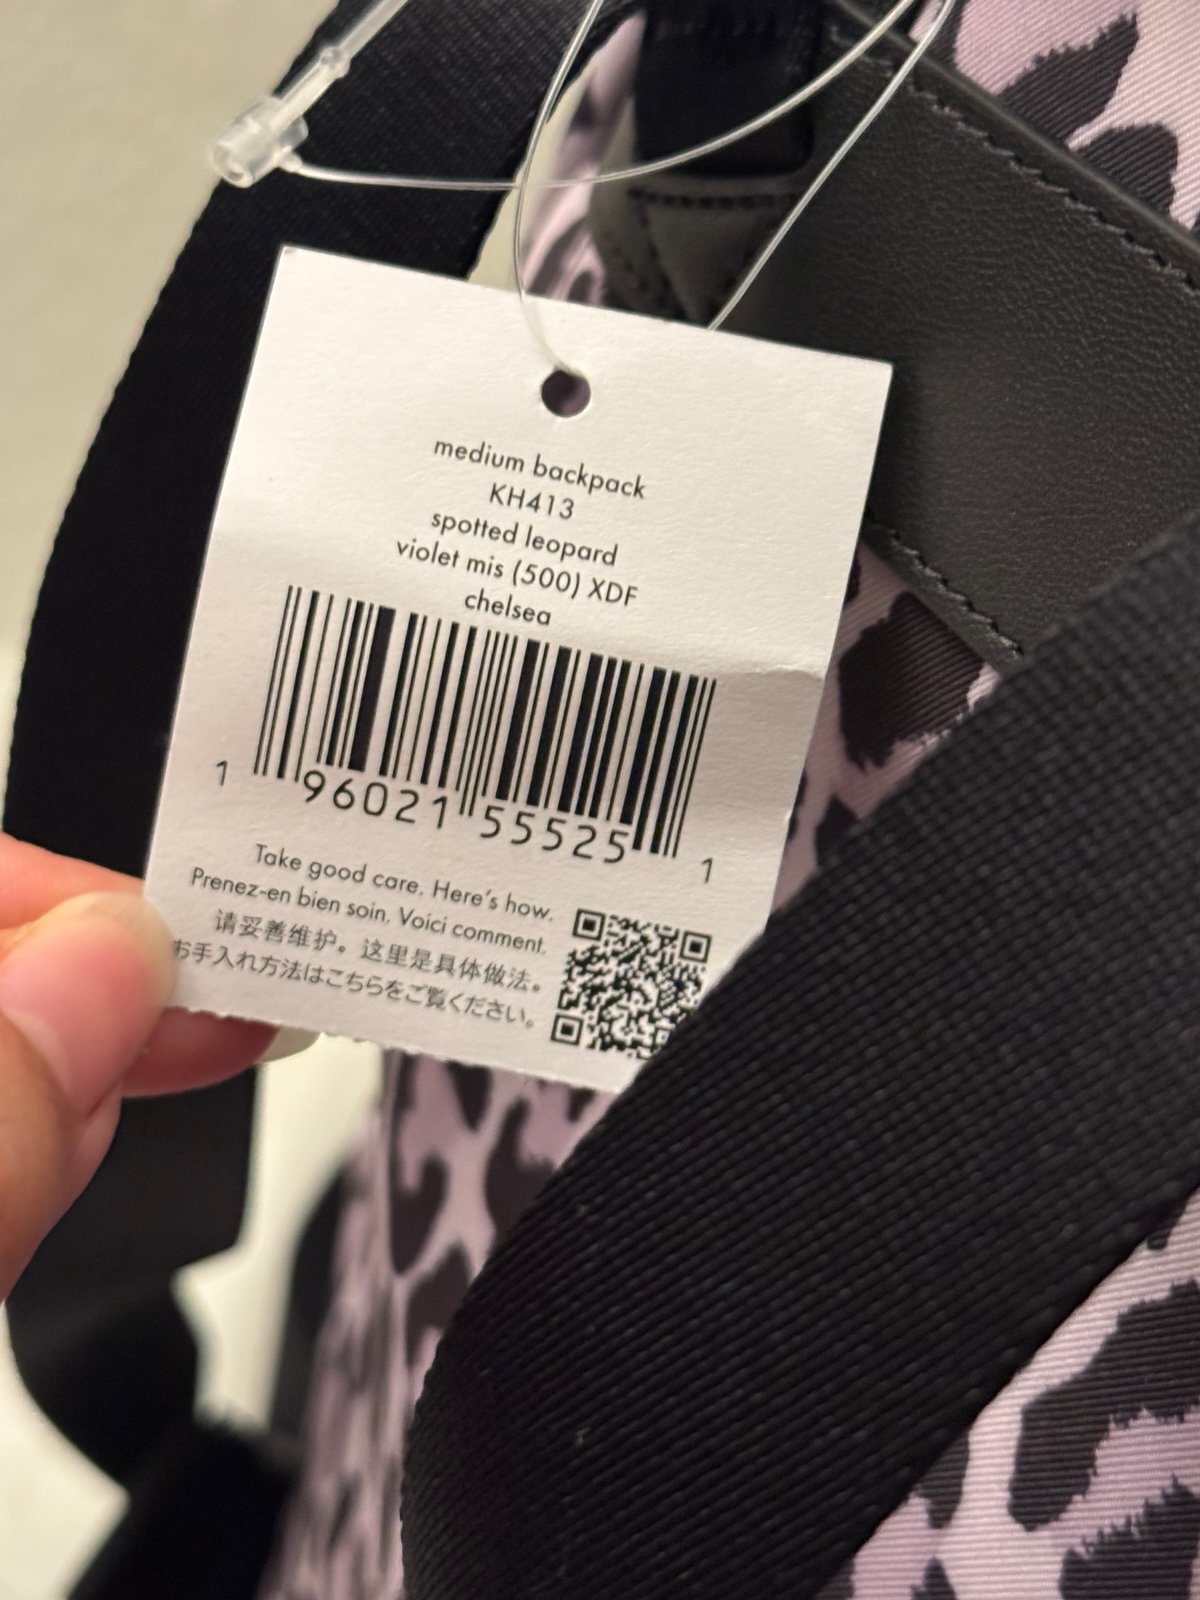 medium backpack
KH413
spotted leopard
violet mis (500) XDF
chelsea
1 96021 55525 1
Take good care. Here's how.
Prenez-en bien soin. Voici comment.
请妥善维护。这里是具体做法。
お手入れ方法はこちらをご覧ください。